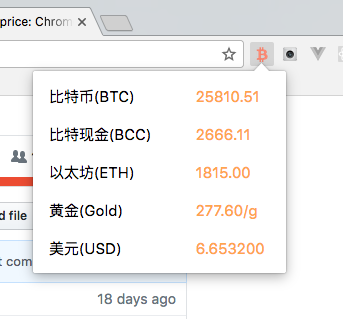 price: Chrom
比特币(BTC) 25810.51
比特现金(BCC) 2666.11
以太坊(ETH) 1815.00
黄金(Gold) 277.60/g
美元(USD) 6.653200
d file
t com
18 days ago